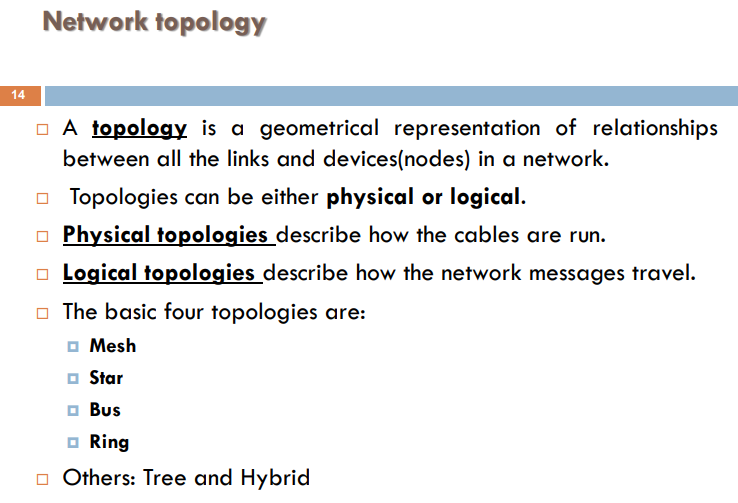 Network topology
14
A topology is a geometrical representation of relationships
between all the links and devices(nodes) in a network.
Topologies can be either physical or logical.
Physical topologies describe how the cables are run.
Logical topologies describe how the network messages travel.
The basic four topologies are:
Mesh
Star
Bus
Ring
Others: Tree and Hybrid